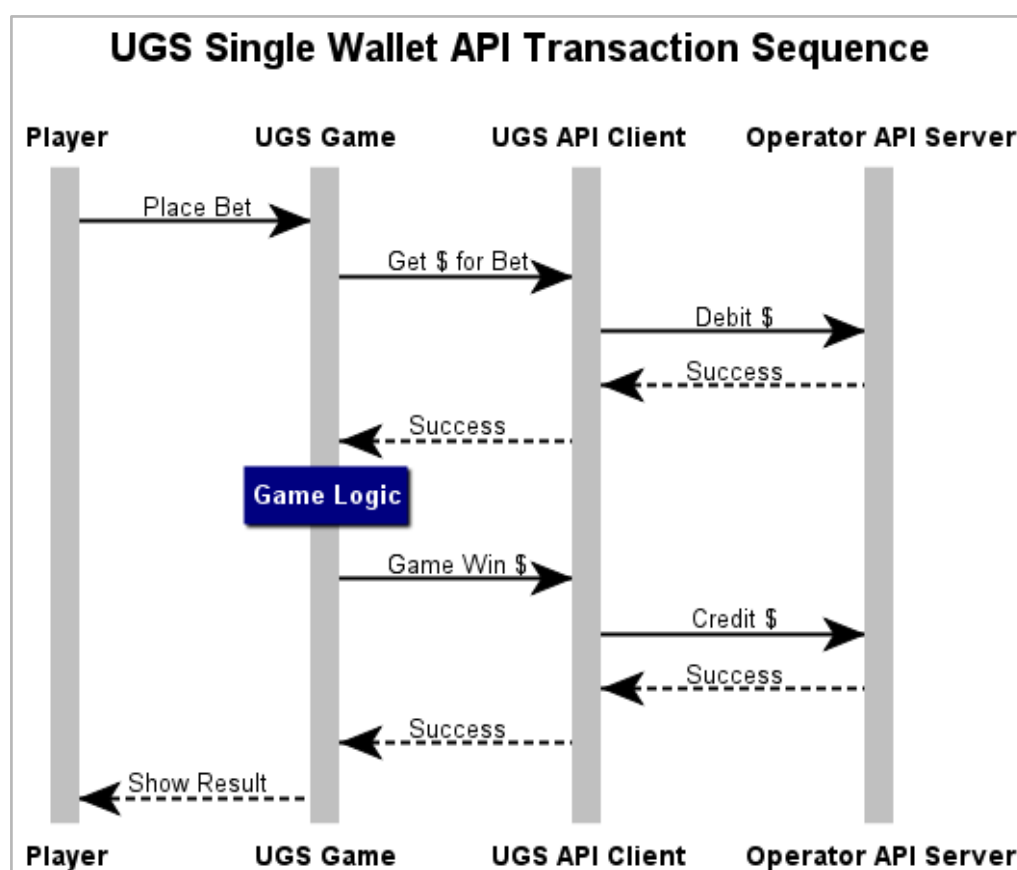 UGS Single Wallet API Transaction Sequence
Player UGS Game UGS API Client Operator API Server
Place Bet
Get $ for Bet
Debit $
Success
Success
Game Logic
Game Win $
Credit $
Success
Success
Show Result
Player UGS Game UGS API Client Operator API Server